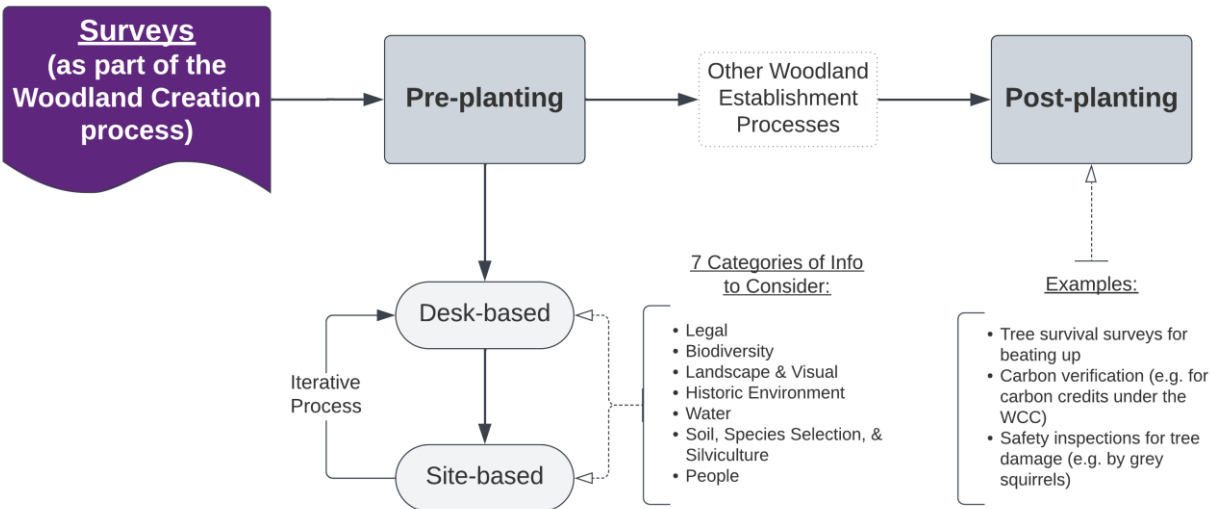 Surveys
(as part of the
Woodland Creation
process)
Pre-planting
Other Woodland
Establishment
Processes
Post-planting
Desk-based
Iterative
Process
Site-based
7 Categories of Info
to Consider:
• Legal
• Biodiversity
• Landscape & Visual
• Historic Environment
• Water
• Soil, Species Selection, &
Silviculture
• People
Examples:
• Tree survival surveys for
beating up
• Carbon verification (e.g. for
carbon credits under the
WCC)
• Safety inspections for tree
damage (e.g. by grey
squirrels)